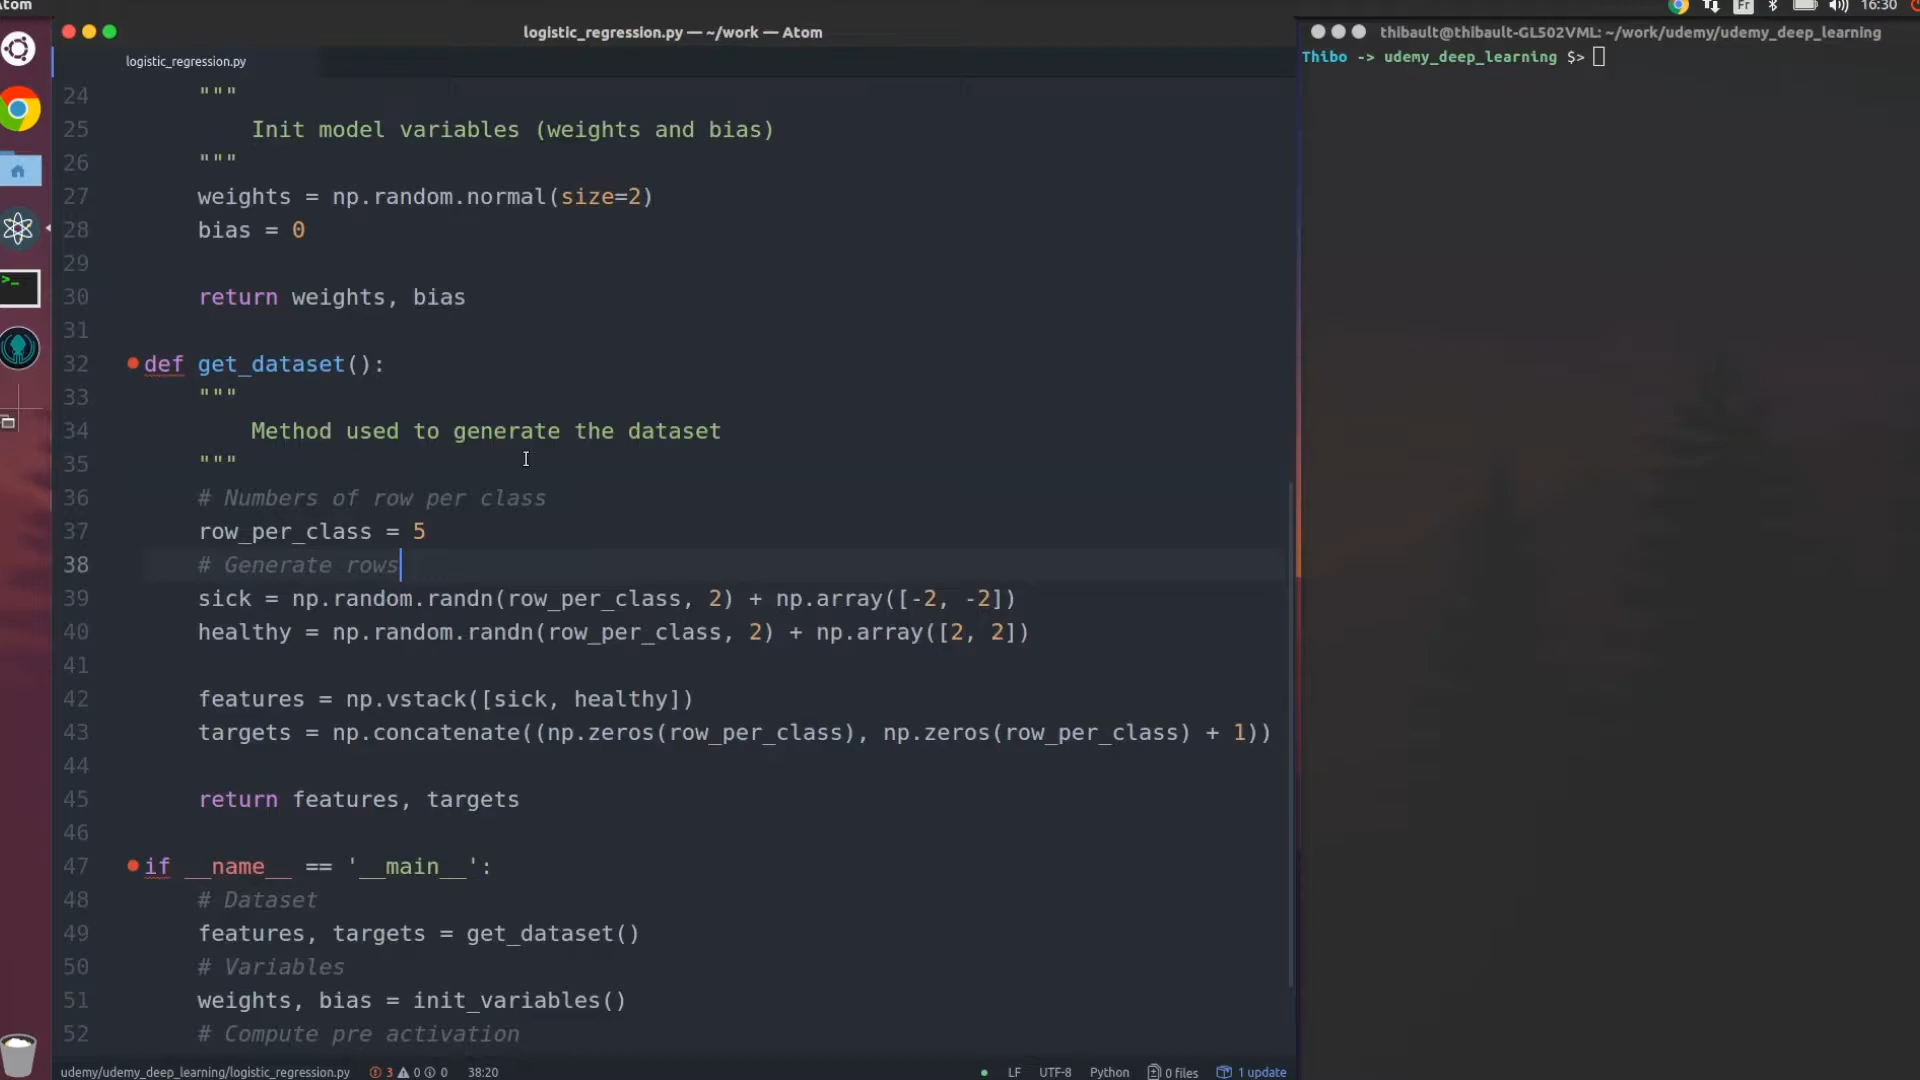 tom
Fr
16:30
logistic_regression.py — ~/work — Atom
thibault@thibault-GL502VML: ~/work/udemy/udemy_deep_learning
logistic_regression.py
Thibo -> udemy_deep_learning $>
24 """
25 Init model variables (weights and bias)
26 """
27 weights = np.random.normal(size=2)
28 bias = 0
29
30 return weights, bias
31
32 def get_dataset():
33 """
34 Method used to generate the dataset
35 """
36 # Numbers of row per class
37 row_per_class = 5
38 # Generate rows
39 sick = np.random.randn(row_per_class, 2) + np.array([-2, -2])
40 healthy = np.random.randn(row_per_class, 2) + np.array([2, 2])
41
42 features = np.vstack([sick, healthy])
43 targets = np.concatenate((np.zeros(row_per_class), np.zeros(row_per_class) + 1))
44
45 return features, targets
46
47 if __name__ == '__main__':
48 # Dataset
49 features, targets = get_dataset()
50 # Variables
51 weights, bias = init_variables()
52 # Compute pre activation
udemy/udemy_deep_learning/logistic_regression.py 3 0 0 38:20 LF UTF-8 Python 0 files 1 update